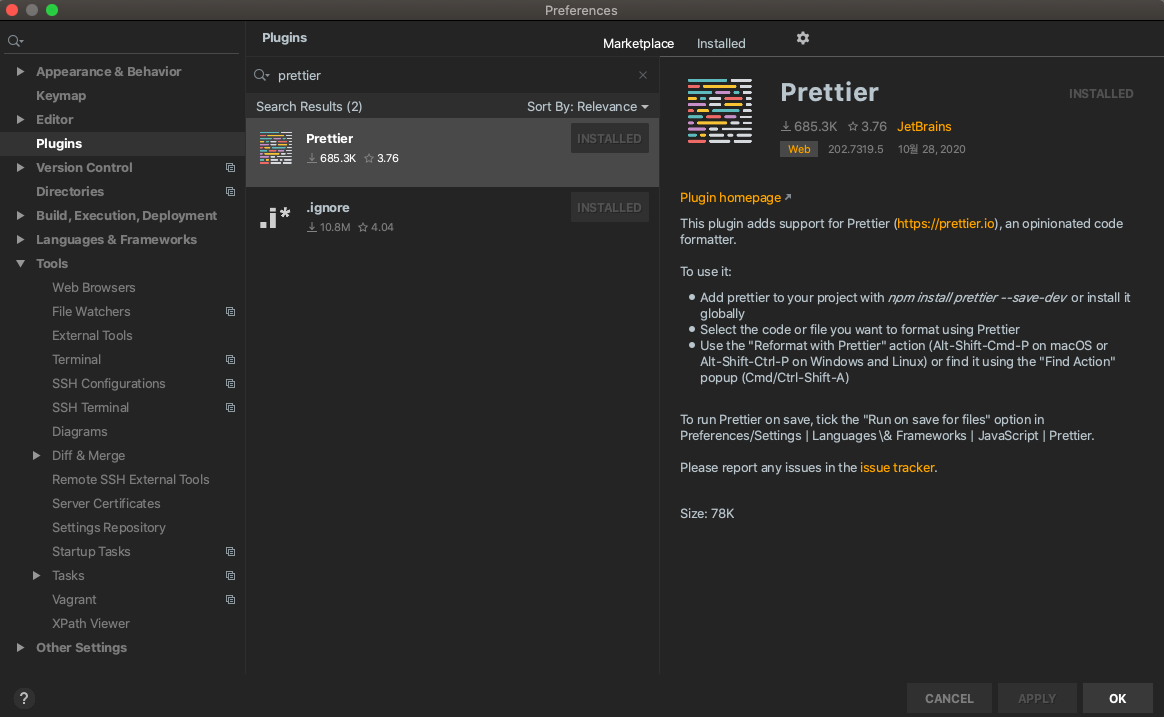 Preferences
Appearance & Behavior
Keymap
Editor
Plugins
Version Control
Directories
Build, Execution, Deployment
Languages & Frameworks
Tools
Web Browsers
File Watchers
External Tools
Terminal
SSH Configurations
SSH Terminal
Diagrams
Diff & Merge
Remote SSH External Tools
Server Certificates
Settings Repository
Startup Tasks
Tasks
Vagrant
XPath Viewer
Other Settings
Plugins
Marketplace Installed
prettier
Search Results (2) Sort By: Relevance
Prettier INSTALLED
685.3K 3.76
.i*
.ignore INSTALLED
10.8M 4.04
Prettier INSTALLED
685.3K 3.76 JetBrains
Web 202.7319.5 10월 28, 2020
Plugin homepage
This plugin adds support for Prettier (https://prettier.io), an opinionated code
formatter.
To use it:
Add prettier to your project with npm install prettier --save-dev or install it
globally
Select the code or file you want to format using Prettier
Use the "Reformat with Prettier" action (Alt-Shift-Cmd-P on macOS or
Alt-Shift-Ctrl-P on Windows and Linux) or find it using the "Find Action"
popup (Cmd/Ctrl-Shift-A)
To run Prettier on save, tick the "Run on save for files" option in
Preferences/Settings | Languages \& Frameworks | JavaScript | Prettier.
Please report any issues in the issue tracker.
Size: 78K
?
CANCEL APPLY OK